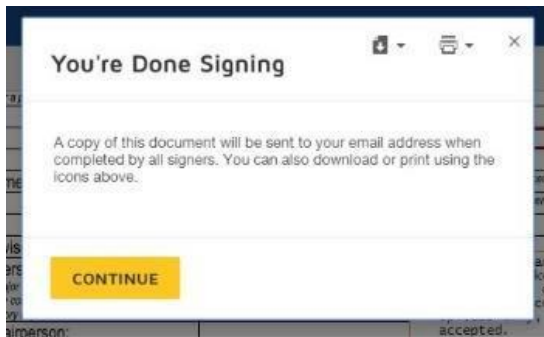 You're Done Signing
A copy of this document will be sent to your email address when
completed by all signers. You can also download or print using the
icons above.
CONTINUE
airperson:
accepted.